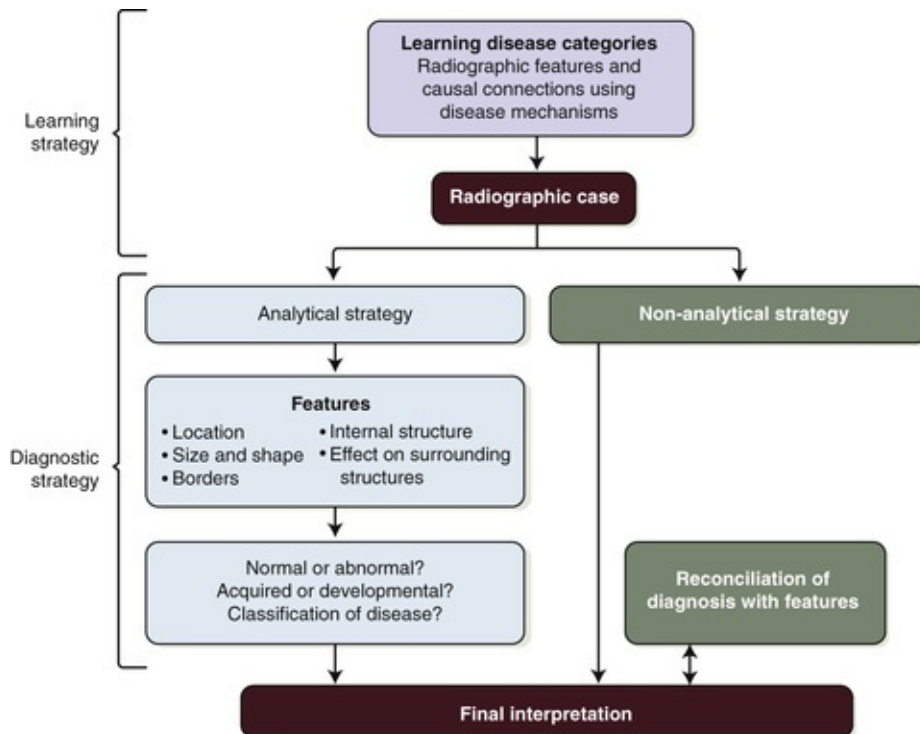 Learning disease categories
Radiographic features and
causal connections using
disease mechanisms
Learning
strategy
Radiographic case
Analytical strategy
Non-analytical strategy
Features
• Location
• Size and shape
• Borders
• Internal structure
• Effect on surrounding
structures
Diagnostic
strategy
Normal or abnormal?
Acquired or developmental?
Classification of disease?
Reconciliation of
diagnosis with features
Final interpretation